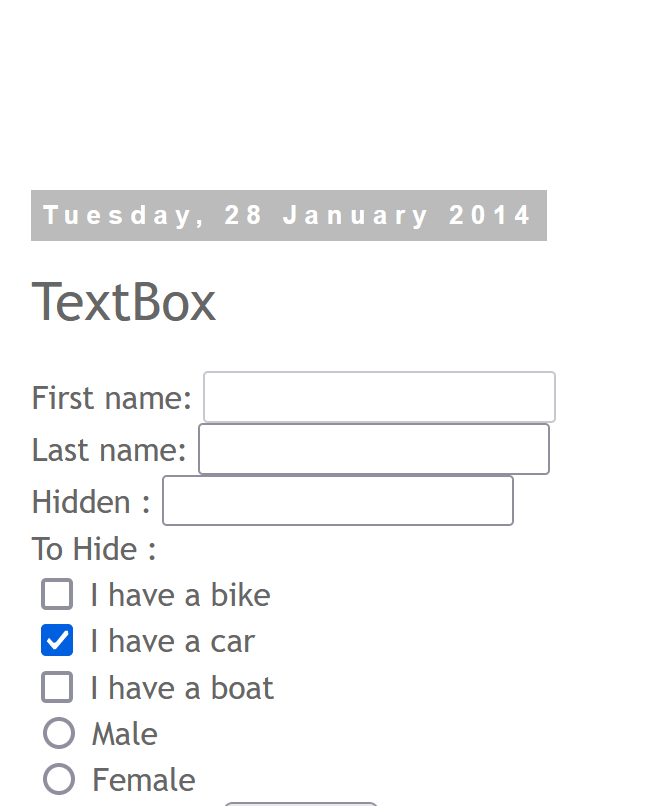 Tuesday, 28 January 2014
TextBox
First name:
Last name:
Hidden :
To Hide :
I have a bike
I have a car
I have a boat
Male
Female